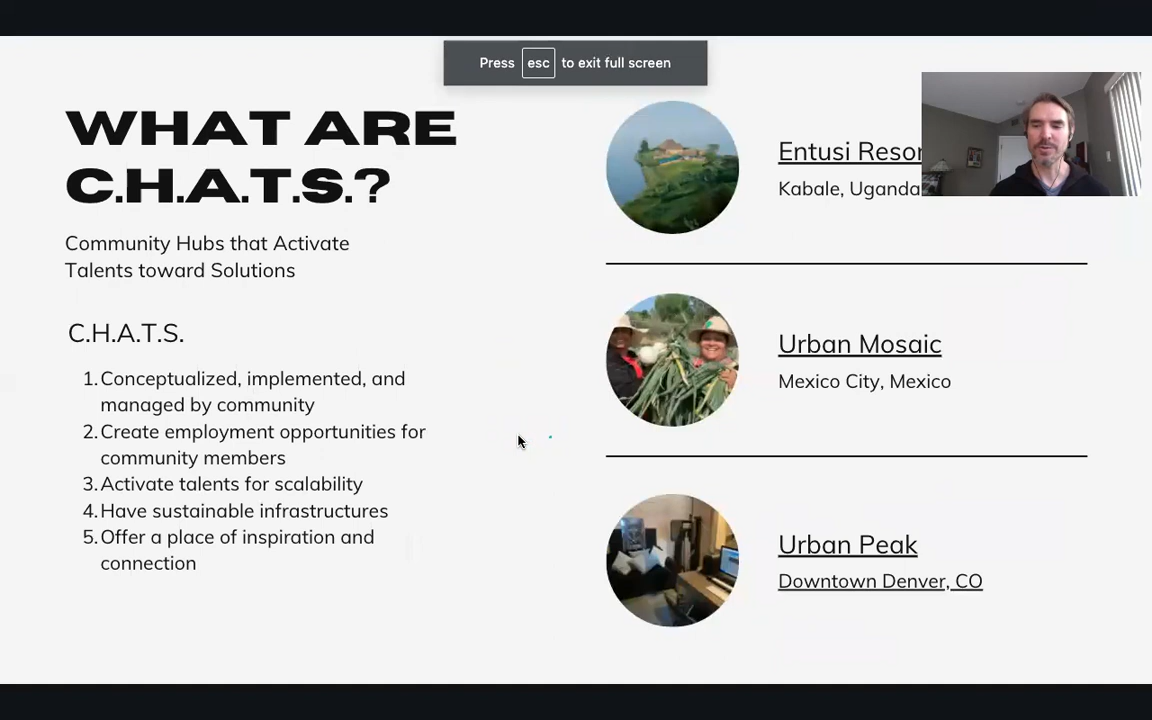 Press esc to exit full screen
WHAT ARE
C.H.A.T.S.?
Community Hubs that Activate
Talents toward Solutions
C.H.A.T.S.
1. Conceptualized, implemented, and
managed by community
2. Create employment opportunities for
community members
3. Activate talents for scalability
4. Have sustainable infrastructures
5. Offer a place of inspiration and
connection
Entusi
Kabale, Uganda
Urban Mosaic
Mexico City, Mexico
Urban Peak
Downtown Denver, CO